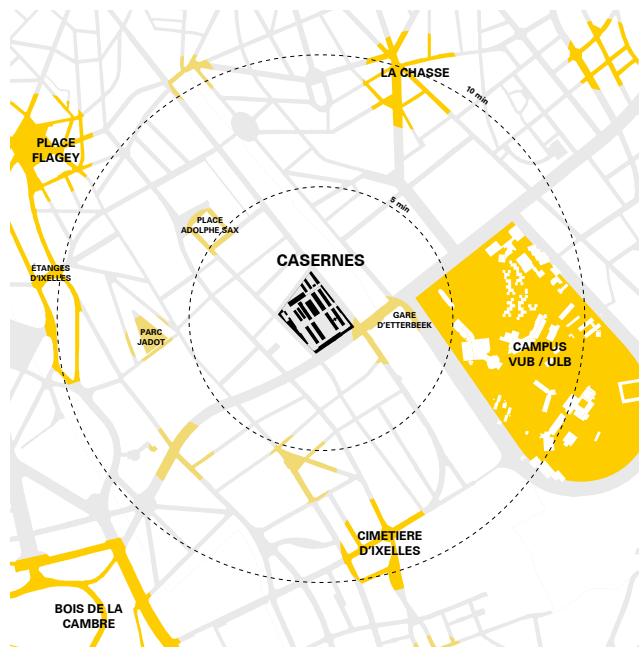 LA CHASSE
10 min
PLACE
FLAGEY
5 min
PLACE
ADOLPHE SAX
CASERNES
ÉTANGES
D'IXELLES
GARE
D'ETTERBEEK
PARC
JADOT
CAMPUS
VUB / ULB
CIMETIERE
D'IXELLES
BOIS DE LA
CAMBRE